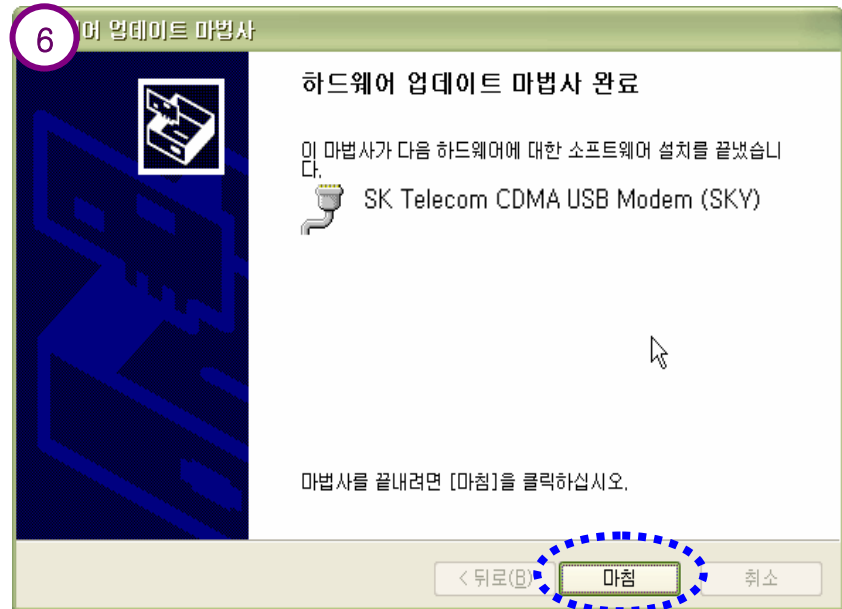 6
어 업데이트 마법사
하드웨어 업데이트 마법사 완료
이 마법사가 다음 하드웨어에 대한 소프트웨어 설치를 끝냈습니
다.
SK Telecom CDMA USB Modem (SKY)
마법사를 끝내려면 [마침]을 클릭하십시오.
< 뒤로(B) 마침 취소